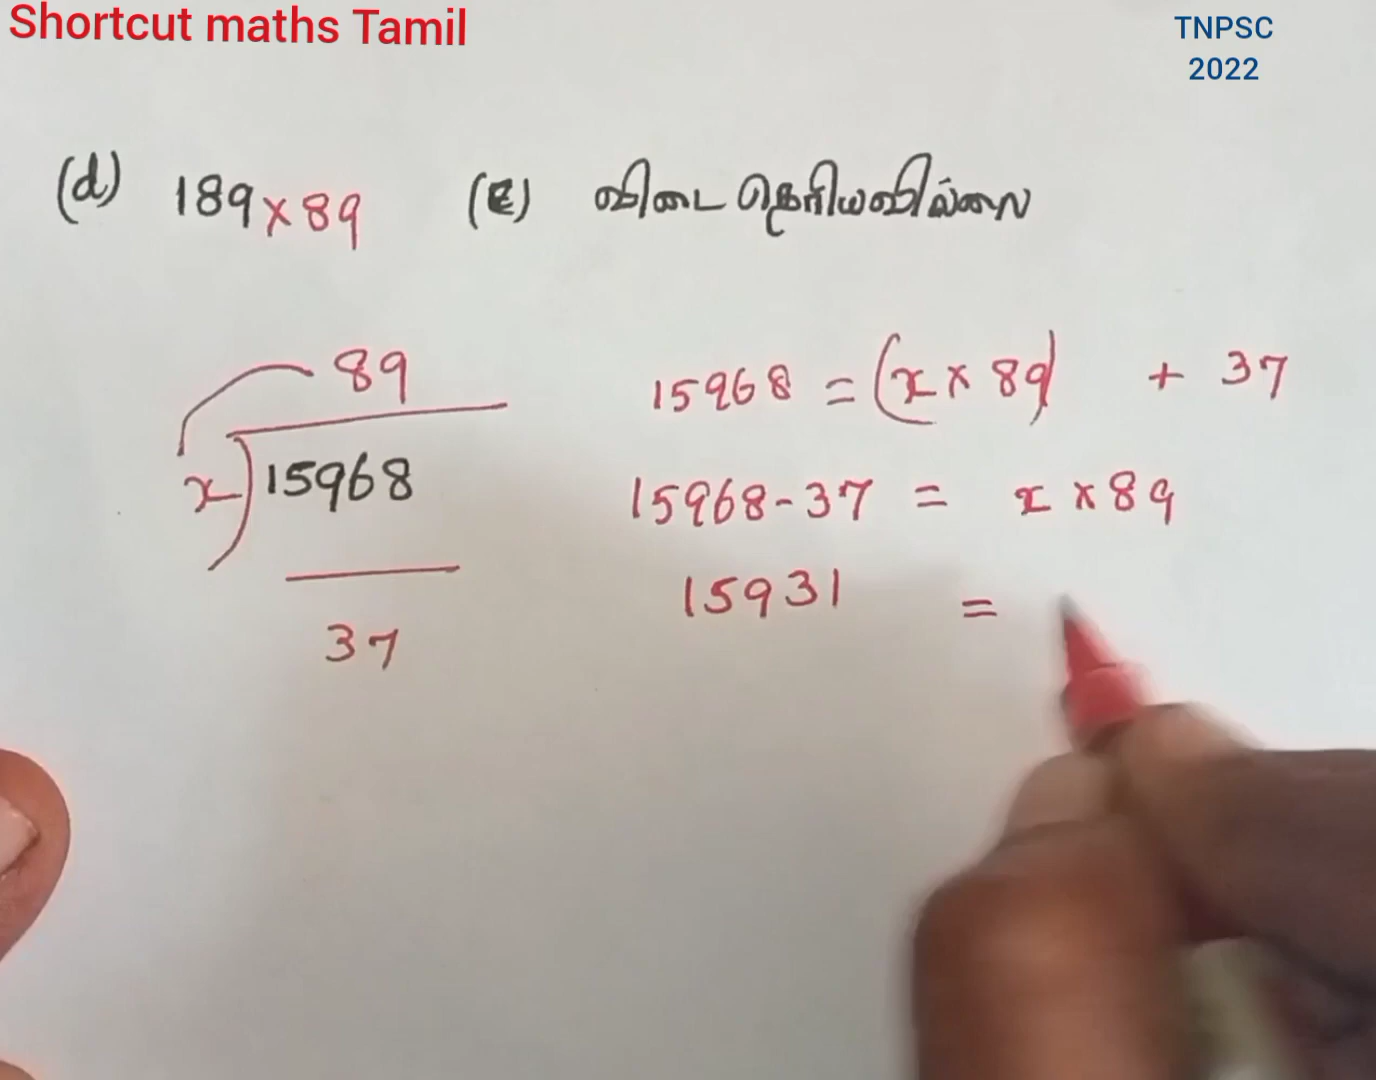 Shortcut maths Tamil
TNPSC
2022
(d) 189 × 89 (E) விடை தெரியவில்லை
89
x) 15968
37
15968 = (x × 89) + 37
15968 - 37 = x × 89
15931 =